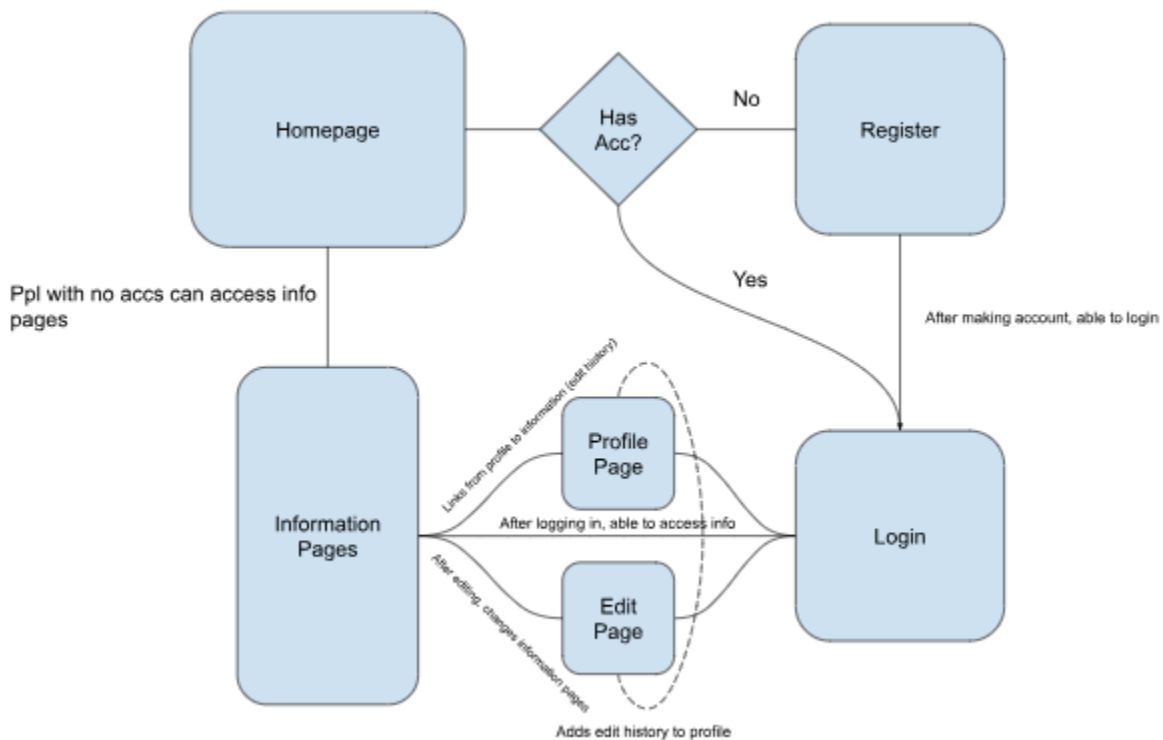 Homepage
Has
Acc?
No
Register
Ppl with no accs can access info
pages
Yes
After making account, able to login
Links from profile to information (edit history)
Profile
Page
Information
Pages
After logging in, able to access info
Login
After editing, changes information pages
Edit
Page
Adds edit history to profile